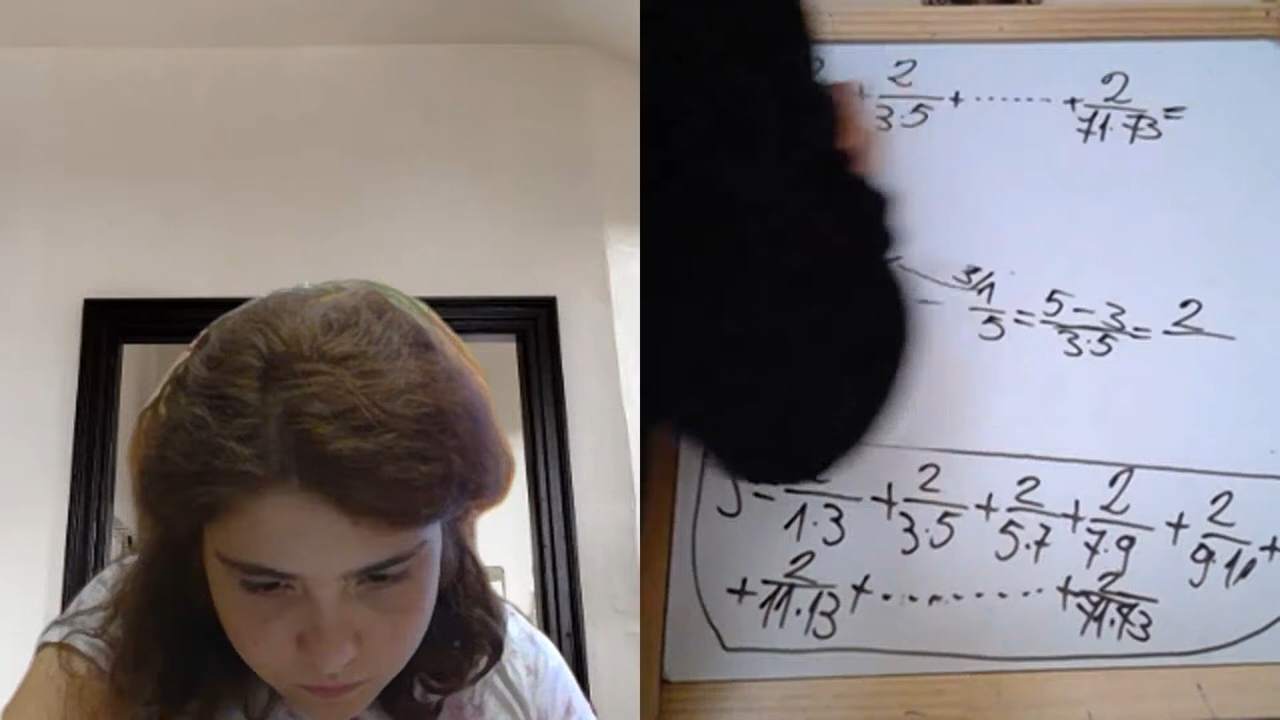 + 2/3·5 + ...... + 2/71·73 =
- 3/1/5 = 5-3/3·5 = 2/
S = 2/1·3 + 2/3·5 + 2/5·7 + 2/7·9 + 2/9·11 +
+ 2/11·13 + .......... + 2/71·73